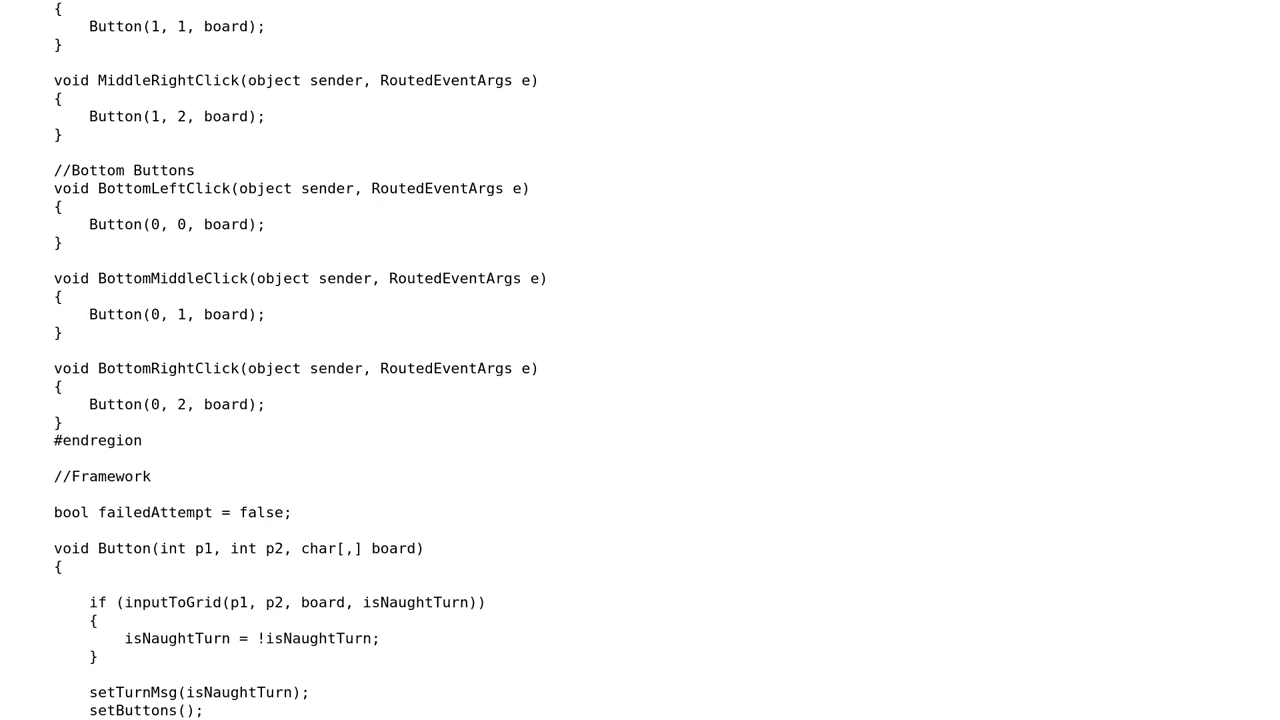 {
    Button(1, 1, board);
}

void MiddleRightClick(object sender, RoutedEventArgs e)
{
    Button(1, 2, board);
}

//Bottom Buttons
void BottomLeftClick(object sender, RoutedEventArgs e)
{
    Button(0, 0, board);
}

void BottomMiddleClick(object sender, RoutedEventArgs e)
{
    Button(0, 1, board);
}

void BottomRightClick(object sender, RoutedEventArgs e)
{
    Button(0, 2, board);
}
#endregion

//Framework

bool failedAttempt = false;

void Button(int p1, int p2, char[,] board)
{

    if (inputToGrid(p1, p2, board, isNaughtTurn))
    {
        isNaughtTurn = !isNaughtTurn;
    }

    setTurnMsg(isNaughtTurn);
    setButtons();